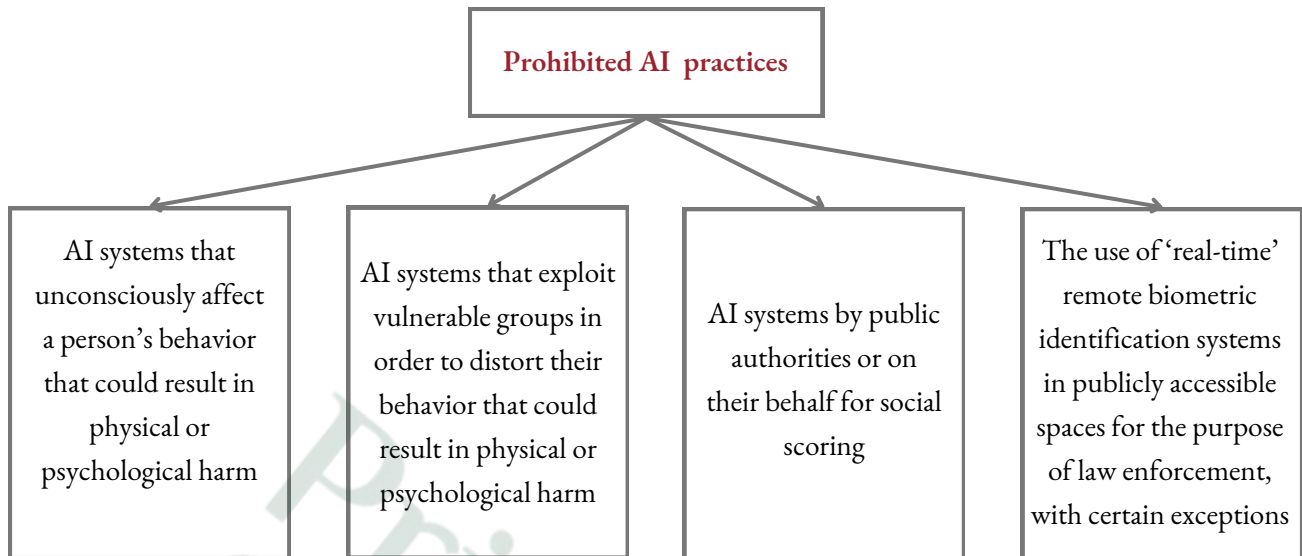 Prohibited AI practices
AI systems that
unconsciously affect
a person’s behavior
that could result in
physical or
psychological harm
AI systems that exploit
vulnerable groups in
order to distort their
behavior that could
result in physical or
psychological harm
AI systems by public
authorities or on
their behalf for social
scoring
The use of ‘real-time’
remote biometric
identification systems
in publicly accessible
spaces for the purpose
of law enforcement,
with certain exceptions
Pri